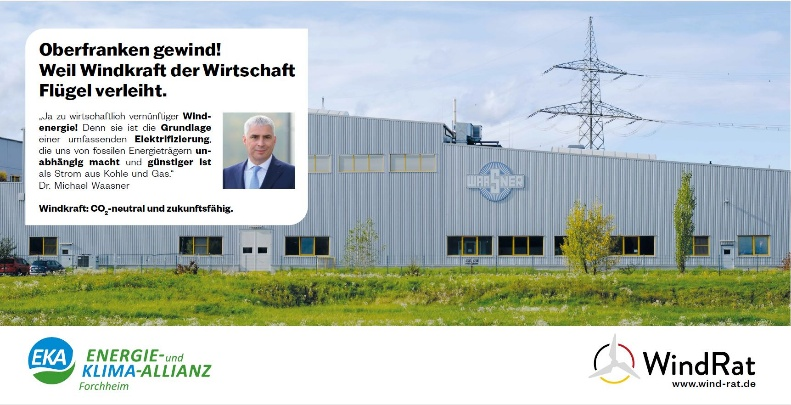 Oberfranken gewind!
Weil Windkraft der Wirtschaft
Flügel verleiht.
„Ja zu wirtschaftlich vernünftiger Wind-
energie! Denn sie ist die Grundlage
einer umfassenden Elektrifizierung,
die uns von fossilen Energieträgern un-
abhängig macht und günstiger ist
als Strom aus Kohle und Gas.“
Dr. Michael Waasner
Windkraft: CO₂-neutral und zukunftsfähig.
WAASNER
EKA
ENERGIE-und
KLIMA-ALLIANZ
Forchheim
WindRat
www.wind-rat.de